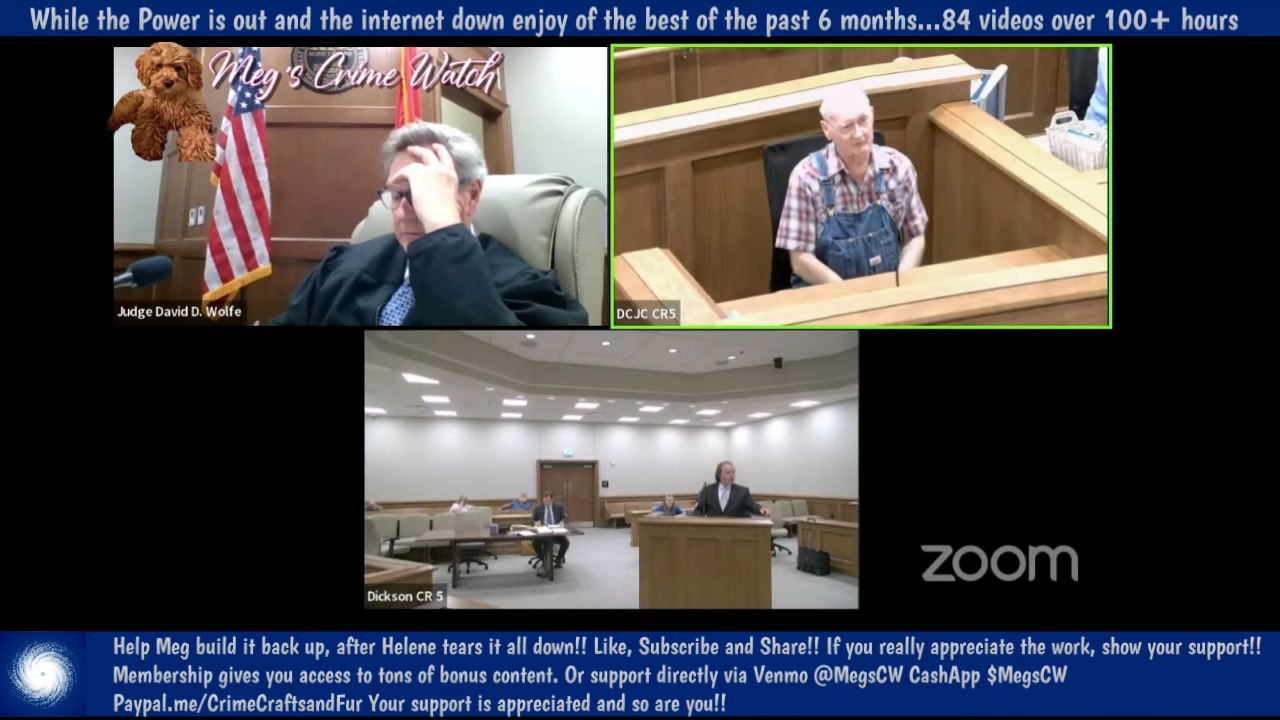 While the Power is out and the internet down enjoy of the best of the past 6 months...84 videos over 100+ hours
Meg's Crime Watch
Judge David D. Wolfe
DCJC CR5
Dickson CR 5
zoom
Help Meg build it back up, after Helene tears it all down!! Like, Subscribe and Share!! If you really appreciate the work, show your support!!
Membership gives you access to tons of bonus content. Or support directly via Venmo @MegsCW CashApp $MegsCW
Paypal.me/CrimeCraftsandFur Your support is appreciated and so are you!!